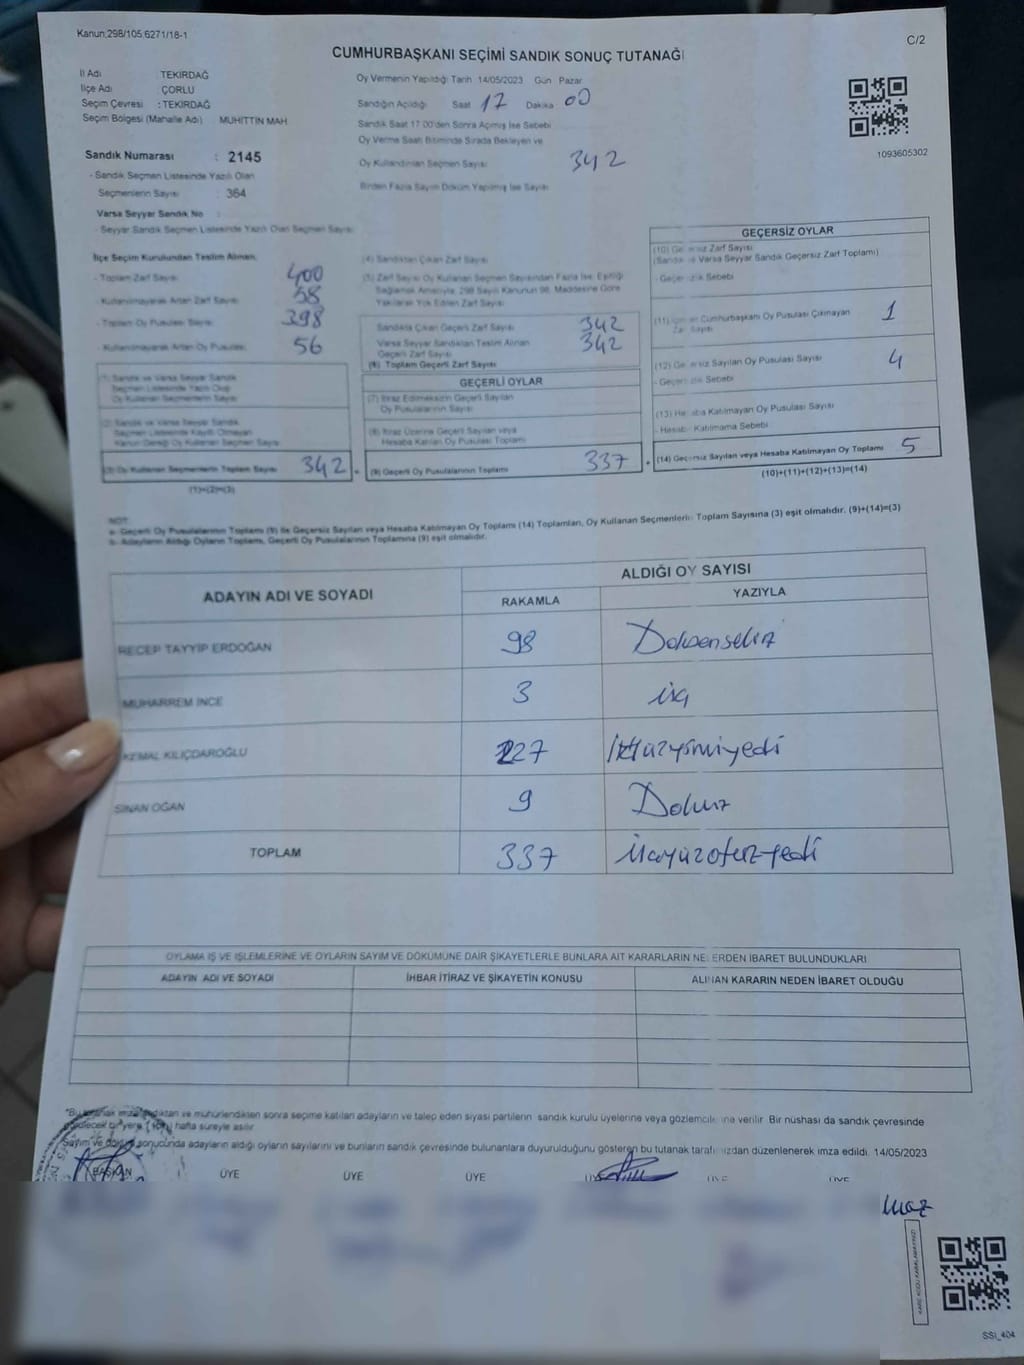 Kanun;298/105;6271/18-1
C/2
CUMHURBAŞKANI SEÇİMİ SANDIK SONUÇ TUTANAĞI
İl Adı : TEKİRDAĞ
İlçe Adı : ÇORLU
Seçim Çevresi : TEKİRDAĞ
Seçim Bölgesi (Mahalle Adı) : MUHİTTİN MAH.
Sandık Numarası : 2145
- Sandık Seçmen Listesinde Yazılı Olan
Seçmenlerin Sayısı : 364
Varsa Seyyar Sandık No :
- Seyyar Sandık Seçmen Listesinde Yazılı Olan Seçmen Sayısı:
Oy Vermenin Yapıldığı Tarih 14/05/2023 Gün Pazar
Sandığın Açıldığı Saat 17 Dakika 00
Sandık Saat 17:00'den Sonra Açılmış İse Sebebi
Oy Verme Saati Bitiminde Sırada Bekleyen ve
Oy Kullandırılan Seçmen Sayısı 342
Birden Fazla Sayım Döküm Yapılmış İse Sayısı
1093605302
İlçe Seçim Kurulundan Teslim Alınan;
- Toplam Zarf Sayısı 400
- Kullanılmayarak Artan Zarf Sayısı 58
- Toplam Oy Pusulası Sayısı 398
- Kullanılmayarak Artan Oy Pusulası 56
(1) Sandık ve Varsa Seyyar Sandık
Seçmen Listesinde Yazılı Olup
Oy Kullanan Seçmenlerin Sayısı
(2) Sandık ve Varsa Seyyar Sandık
Seçmen Listesinde Kayıtlı Olmayan
Kanun Gereği Oy Kullanan Seçmen Sayısı
(3) Oy Kullanan Seçmenlerin Toplam Sayısı 342
(1)+(2)=(3)
(4) Sandıktan Çıkan Zarf Sayısı
(5) Zarf Sayısı Oy Kullanan Seçmen Sayısından Fazla İse, Eşitliği
Sağlamak Amacıyla, 298 Sayılı Kanunun 98. Maddesine Göre
Yakılarak Yok Edilen Zarf Sayısı
Sandıkta Çıkan Geçerli Zarf Sayısı 342
Varsa Seyyar Sandıktan Teslim Alınan
Geçerli Zarf Sayısı 342
(6) Toplam Geçerli Zarf Sayısı
GEÇERLİ OYLAR
(7) İtiraz Edilmeksizin Geçerli Sayılan
Oy Pusulalarının Sayısı
(8) İtiraz Üzerine Geçerli Sayılan veya
Hesaba Katılan Oy Pusulası Toplamı
(9) Geçerli Oy Pusulalarının Toplamı 337
GEÇERSİZ OYLAR
(10) Geçersiz Zarf Sayısı
(Sandık ve Varsa Seyyar Sandık Geçersiz Zarf Toplamı)
- Geçersizlik Sebebi
(11) Cumhurbaşkanı Oy Pusulası Çıkmayan
Zarf Sayısı 1
(12) Geçersiz Sayılan Oy Pusulası Sayısı 4
- Geçersizlik Sebebi
(13) Hesaba Katılmayan Oy Pusulası Sayısı
- Hesaba Katılmama Sebebi
(14) Geçersiz Sayılan veya Hesaba Katılmayan Oy Toplamı 5
(10)+(11)+(12)+(13)=(14)
NOT:
a- Geçerli Oy Pusulalarının Toplamı (9) ile Geçersiz Sayılan veya Hesaba Katılmayan Oy Toplamı (14) Toplamları, Oy Kullanan Seçmenlerin Toplam Sayısına (3) eşit olmalıdır. (9)+(14)=(3)
b- Adayların Aldığı Oyların Toplamı, Geçerli Oy Pusulalarının Toplamına (9) eşit olmalıdır.
ADAYIN ADI VE SOYADI
ALDIĞI OY SAYISI
RAKAMLA YAZIYLA
RECEP TAYYİP ERDOĞAN 98 Doksensekiz
MUHARREM İNCE 3 üç
KEMAL KILIÇDAROĞLU 227 İkiyüzyirmiyedi
SİNAN OĞAN 9 Dokuz
TOPLAM 337 üçyüzotuzyedi
OYLAMA İŞ VE İŞLEMLERİNE VE OYLARIN SAYIM VE DÖKÜMÜNE DAİR ŞİKAYETLERLE BUNLARA AİT KARARLARIN NELERDEN İBARET BULUNDUKLARI
ADAYIN ADI VE SOYADI İHBAR İTİRAZ VE ŞİKAYETİN KONUSU ALINAN KARARIN NEDEN İBARET OLDUĞU
*Bu tutanak imzalandıktan ve mühürlendikten sonra seçime katılan adayların ve talep eden siyasi partilerin sandık kurulu üyelerine veya gözlemcilerine verilir. Bir nüshası da sandık çevresinde
görülecek bir yere, hafta süreyle asılır.
Sayım ve döküm sonucunda adayların aldığı oyların sayılarını ve bunların sandık çevresinde bulunanlara duyurulduğunu gösteren bu tutanak tarafımızdan düzenlenerek imza edildi. 14/05/2023
BAŞKAN ÜYE ÜYE ÜYE ÜYE ÜYE ÜYE
SSİ_404